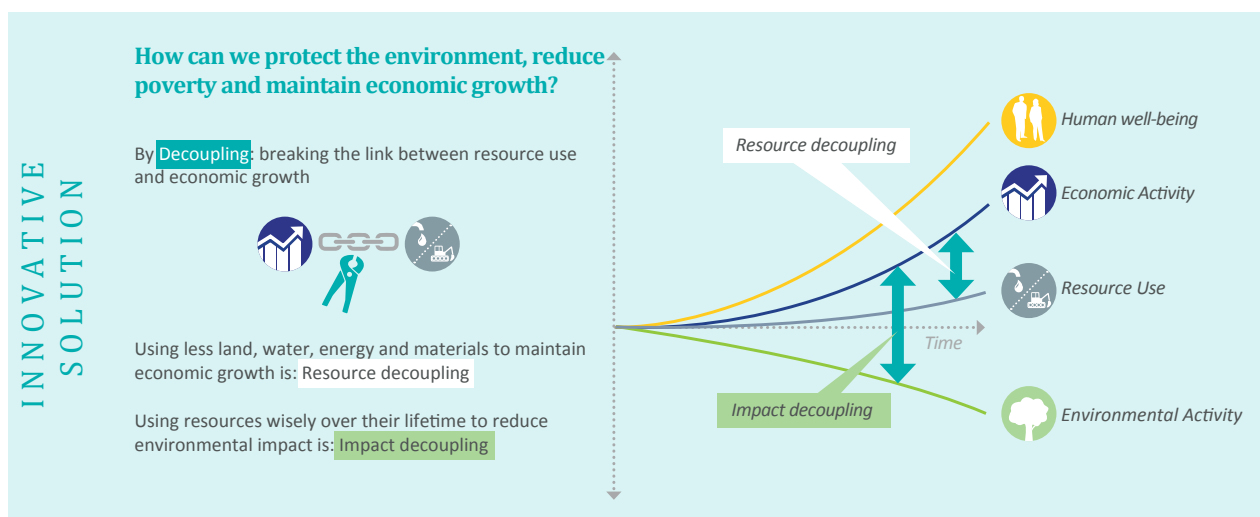 INNOVATIVE
SOLUTION
How can we protect the environment, reduce
poverty and maintain economic growth?
By Decoupling: breaking the link between resource use
and economic growth
Using less land, water, energy and materials to maintain
economic growth is: Resource decoupling
Using resources wisely over their lifetime to reduce
environmental impact is: Impact decoupling
Human well-being
Resource decoupling
Economic Activity
Resource Use
Time
Impact decoupling
Environmental Activity